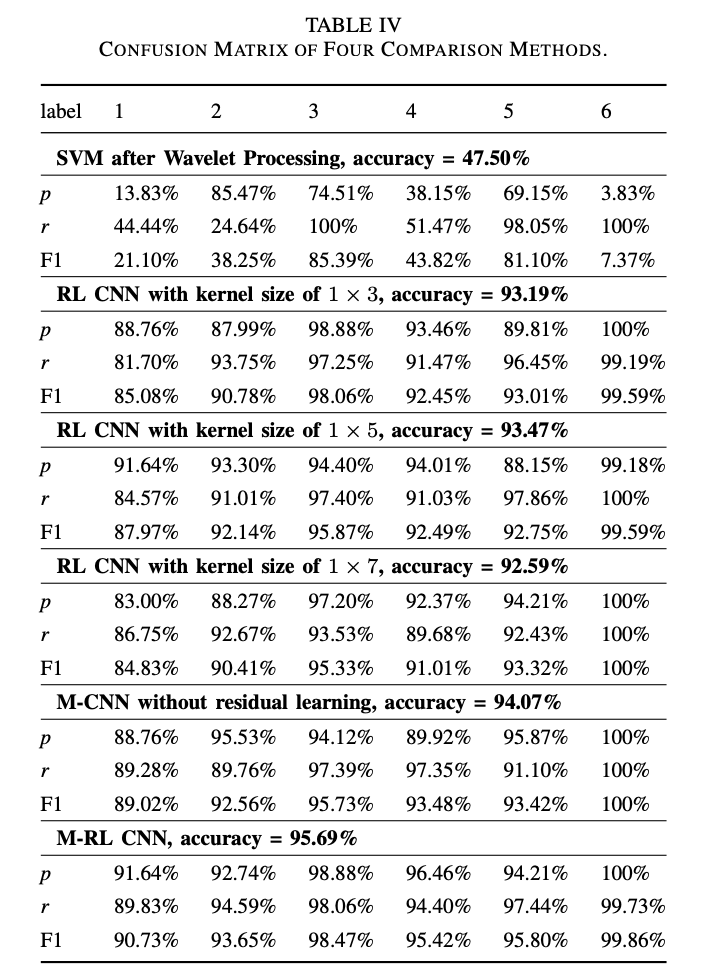 TABLE IV
CONFUSION MATRIX OF FOUR COMPARISON METHODS.
label 1 2 3 4 5 6
SVM after Wavelet Processing, accuracy = 47.50%
p 13.83% 85.47% 74.51% 38.15% 69.15% 3.83%
r 44.44% 24.64% 100% 51.47% 98.05% 100%
F1 21.10% 38.25% 85.39% 43.82% 81.10% 7.37%
RL CNN with kernel size of 1 × 3, accuracy = 93.19%
p 88.76% 87.99% 98.88% 93.46% 89.81% 100%
r 81.70% 93.75% 97.25% 91.47% 96.45% 99.19%
F1 85.08% 90.78% 98.06% 92.45% 93.01% 99.59%
RL CNN with kernel size of 1 × 5, accuracy = 93.47%
p 91.64% 93.30% 94.40% 94.01% 88.15% 99.18%
r 84.57% 91.01% 97.40% 91.03% 97.86% 100%
F1 87.97% 92.14% 95.87% 92.49% 92.75% 99.59%
RL CNN with kernel size of 1 × 7, accuracy = 92.59%
p 83.00% 88.27% 97.20% 92.37% 94.21% 100%
r 86.75% 92.67% 93.53% 89.68% 92.43% 100%
F1 84.83% 90.41% 95.33% 91.01% 93.32% 100%
M-CNN without residual learning, accuracy = 94.07%
p 88.76% 95.53% 94.12% 89.92% 95.87% 100%
r 89.28% 89.76% 97.39% 97.35% 91.10% 100%
F1 89.02% 92.56% 95.73% 93.48% 93.42% 100%
M-RL CNN, accuracy = 95.69%
p 91.64% 92.74% 98.88% 96.46% 94.21% 100%
r 89.83% 94.59% 98.06% 94.40% 97.44% 99.73%
F1 90.73% 93.65% 98.47% 95.42% 95.80% 99.86%